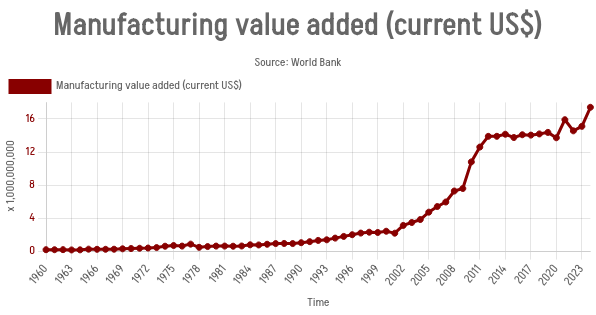 Manufacturing value added (current US$)
Source: World Bank
Manufacturing value added (current US$)
x 1,000,000,000
16
12
8
4
0
1960 1963 1966 1969 1972 1975 1978 1981 1984 1987 1990 1993 1996 1999 2002 2005 2008 2011 2014 2017 2020 2023
Time